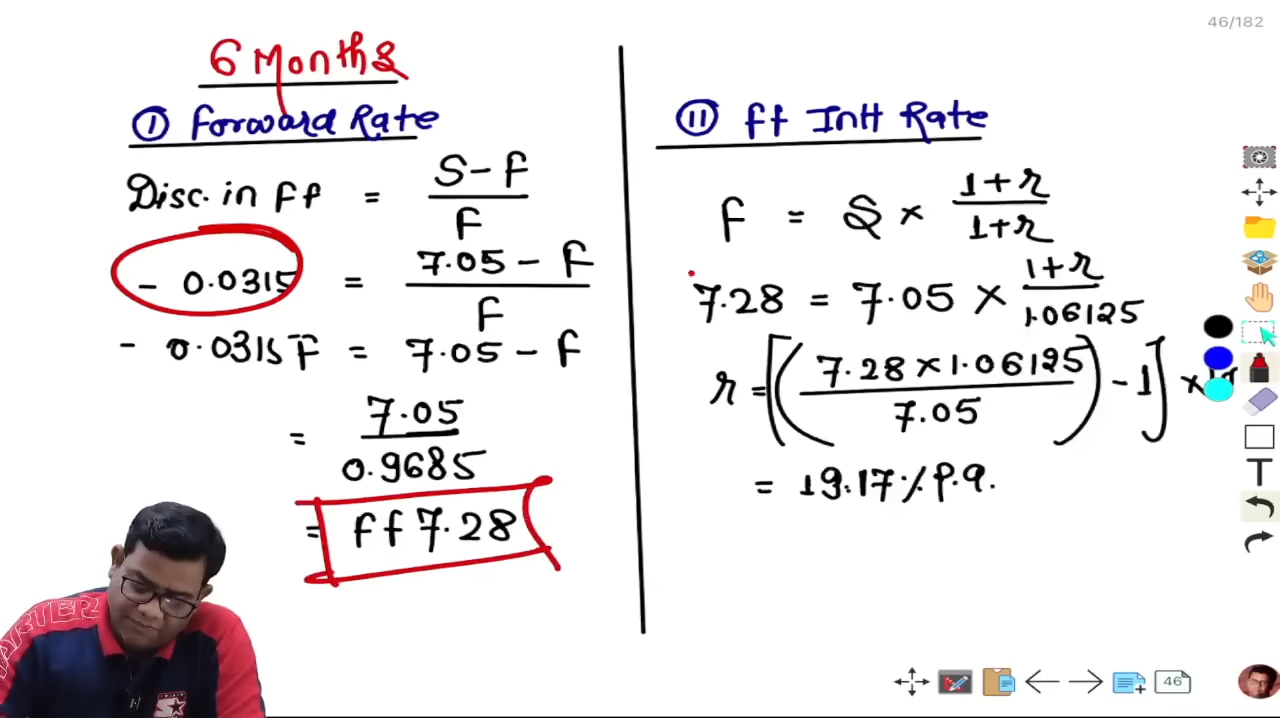 46/182
6 Months
① Forward Rate
Disc. in Ff = S - F / F
- 0.0315 = 7.05 - F / F
- 0.0315F = 7.05 - F
= 7.05 / 0.9685
= ff 7.28
ⓘⓘ ff Intt Rate
F = S × 1+r / 1+r
7.28 = 7.05 × 1+r / 1.06125
r = [(7.28 × 1.06125 / 7.05) - 1] ×
= 19.17% P.a.
ARTER
T
46